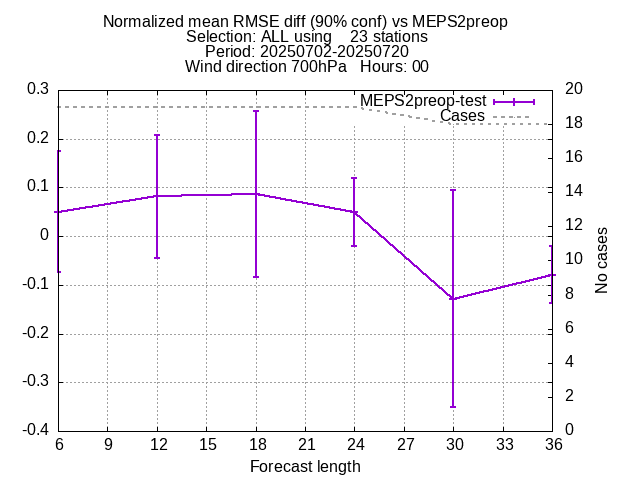 Normalized mean RMSE diff (90% conf) vs MEPS2preop
Selection: ALL using    23 stations
Period: 20250702-20250720
Wind direction 700hPa   Hours: 00
MEPS2preop-test
Cases
0.3
0.2
0.1
0
-0.1
-0.2
-0.3
-0.4
20
18
16
14
12
10
8
6
4
2
0
No cases
6 9 12 15 18 21 24 27 30 33 36
Forecast length